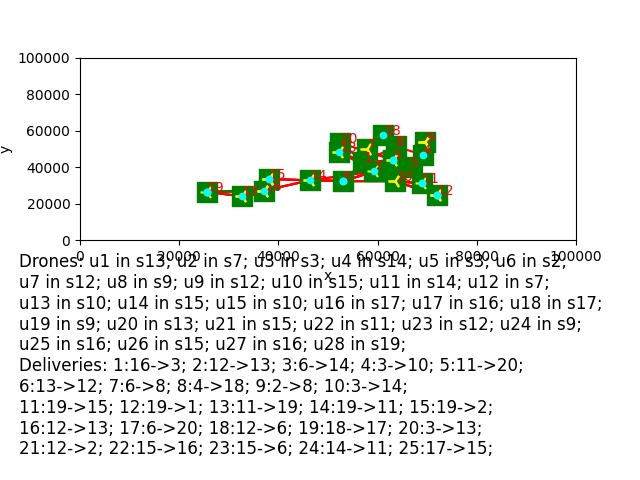 100000
80000
60000
40000
20000
0
y
0 20000 40000 60000 80000 100000
x
Drones: u1 in s13; u2 in s7; u3 in s3; u4 in s14; u5 in s3; u6 in s2;
u7 in s12; u8 in s9; u9 in s12; u10 in s15; u11 in s14; u12 in s7;
u13 in s10; u14 in s15; u15 in s10; u16 in s17; u17 in s16; u18 in s17;
u19 in s9; u20 in s13; u21 in s15; u22 in s11; u23 in s12; u24 in s9;
u25 in s16; u26 in s15; u27 in s16; u28 in s19;
Deliveries: 1:16->3; 2:12->13; 3:6->14; 4:3->10; 5:11->20;
6:13->12; 7:6->8; 8:4->18; 9:2->8; 10:3->14;
11:19->15; 12:19->1; 13:11->19; 14:19->11; 15:19->2;
16:12->13; 17:6->20; 18:12->6; 19:18->17; 20:3->13;
21:12->2; 22:15->16; 23:15->6; 24:14->11; 25:17->15;